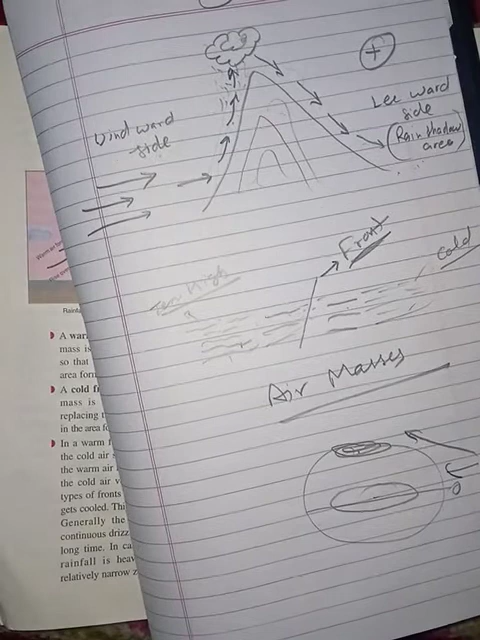 Wind ward
side
+
Lee ward
side
(Rain shadow
area)
Front
Cold
Air Masses
0
Rainfa
A warm
mass is
so that
area form
A cold fr
mass is
replacing t
in the area fo
In a warm f
the cold air
the warm air
the cold air v
types of fronts
gets cooled. Thi
Generally the
continuous drizz
long time. In ca
rainfall is heav
relatively narrow z